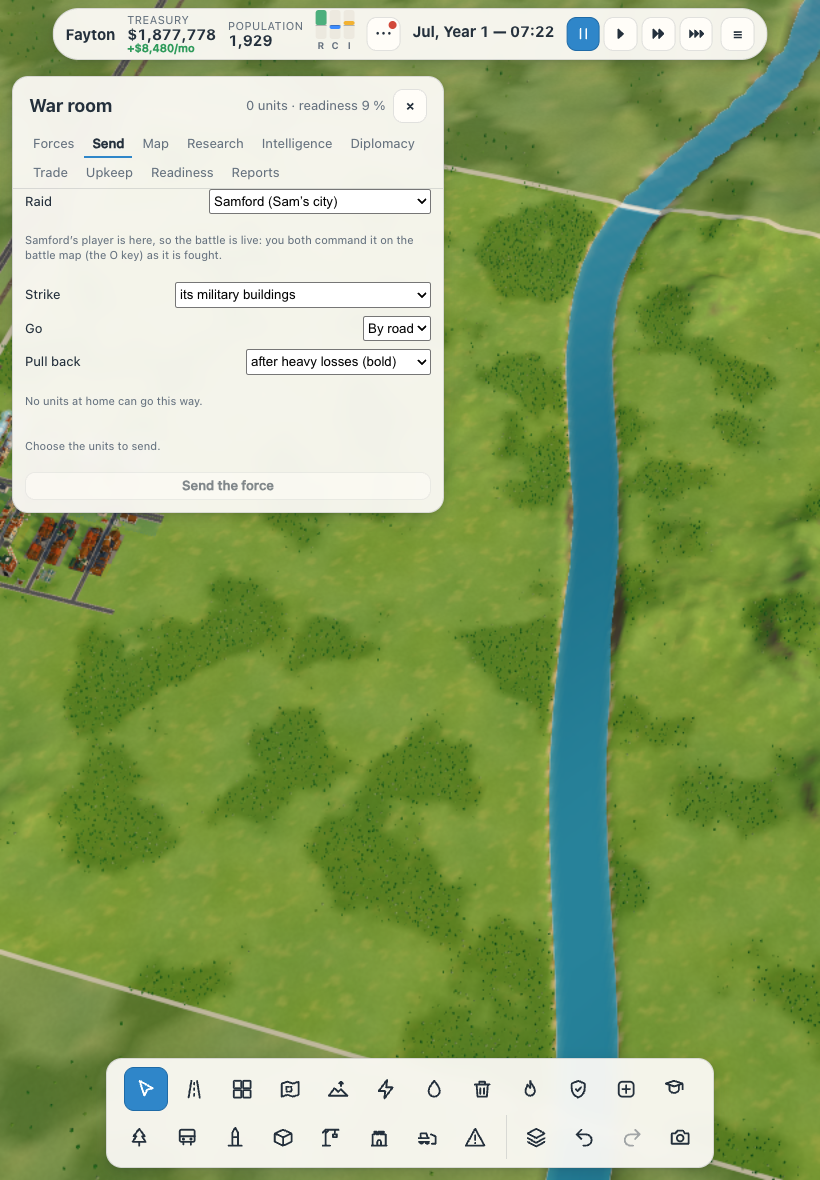 Fayton
TREASURY
$1,877,778
+$8,480/mo
POPULATION
1,929
R C I
Jul, Year 1 — 07:22
War room
0 units · readiness 9 %
Forces Send Map Research Intelligence Diplomacy
Trade Upkeep Readiness Reports
Raid
Samford (Sam's city)
Samford's player is here, so the battle is live: you both command it on the
battle map (the O key) as it is fought.
Strike
its military buildings
Go
By road
Pull back
after heavy losses (bold)
No units at home can go this way.
Choose the units to send.
Send the force